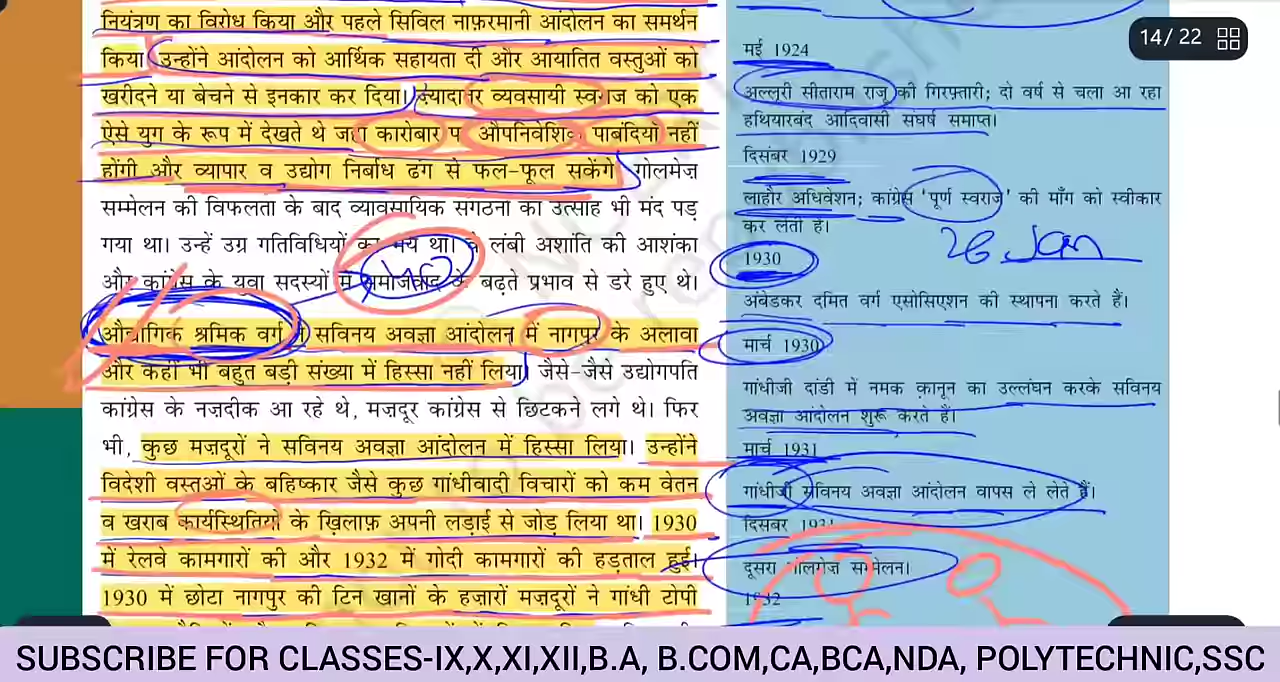 नियंत्रण का विरोध किया और पहले सिविल नाफ़रमानी आंदोलन का समर्थन
किया। उन्होंने आंदोलन को आर्थिक सहायता दी और आयातित वस्तुओं को
खरीदने या बेचने से इनकार कर दिया। ज़्यादातर व्यवसायी स्वराज को एक
ऐसे युग के रूप में देखते थे जहाँ कारोबार पर औपनिवेशिक पाबंदियाँ नहीं
होंगी और व्यापार व उद्योग निर्बाध ढंग से फल-फूल सकेंगे। गोलमेज
सम्मेलन की विफलता के बाद व्यावसायिक संगठनों का उत्साह भी मंद पड़
गया था। उन्हें उग्र गतिविधियों का भय था। वे लंबी अशांति की आशंका
और कांग्रेस के युवा सदस्यों में समाजवाद के बढ़ते प्रभाव से डरे हुए थे।
औद्योगिक श्रमिक वर्ग ने सविनय अवज्ञा आंदोलन में नागपुर के अलावा
और कहीं भी बहुत बड़ी संख्या में हिस्सा नहीं लिया। जैसे-जैसे उद्योगपति
कांग्रेस के नज़दीक आ रहे थे, मज़दूर कांग्रेस से छिटकने लगे थे। फिर
भी, कुछ मज़दूरों ने सविनय अवज्ञा आंदोलन में हिस्सा लिया। उन्होंने
विदेशी वस्तुओं के बहिष्कार जैसे कुछ गांधीवादी विचारों को कम वेतन
व खराब कार्यस्थितियों के ख़िलाफ़ अपनी लड़ाई से जोड़ लिया था। 1930
में रेलवे कामगारों की और 1932 में गोदी कामगारों की हड़ताल हुई।
1930 में छोटा नागपुर की टिन खानों के हज़ारों मज़दूरों ने गांधी टोपी
14/ 22
मई 1924
अल्लूरी सीताराम राजू की गिरफ़्तारी; दो वर्ष से चला आ रहा
हथियारबंद आदिवासी संघर्ष समाप्त।
दिसंबर 1929
लाहौर अधिवेशन; कांग्रेस 'पूर्ण स्वराज' की माँग को स्वीकार
कर लेती है।
26 Jan
1930
अंबेडकर दमित वर्ग एसोसिएशन की स्थापना करते हैं।
मार्च 1930
गांधीजी दांडी में नमक क़ानून का उल्लंघन करके सविनय
अवज्ञा आंदोलन शुरू करते हैं।
मार्च 1931
गांधीजी सविनय अवज्ञा आंदोलन वापस ले लेते हैं।
दिसंबर 1931
दूसरा गोलमेज सम्मेलन।
1932
SUBSCRIBE FOR CLASSES-IX,X,XI,XII,B.A, B.COM,CA,BCA,NDA, POLYTECHNIC,SSC